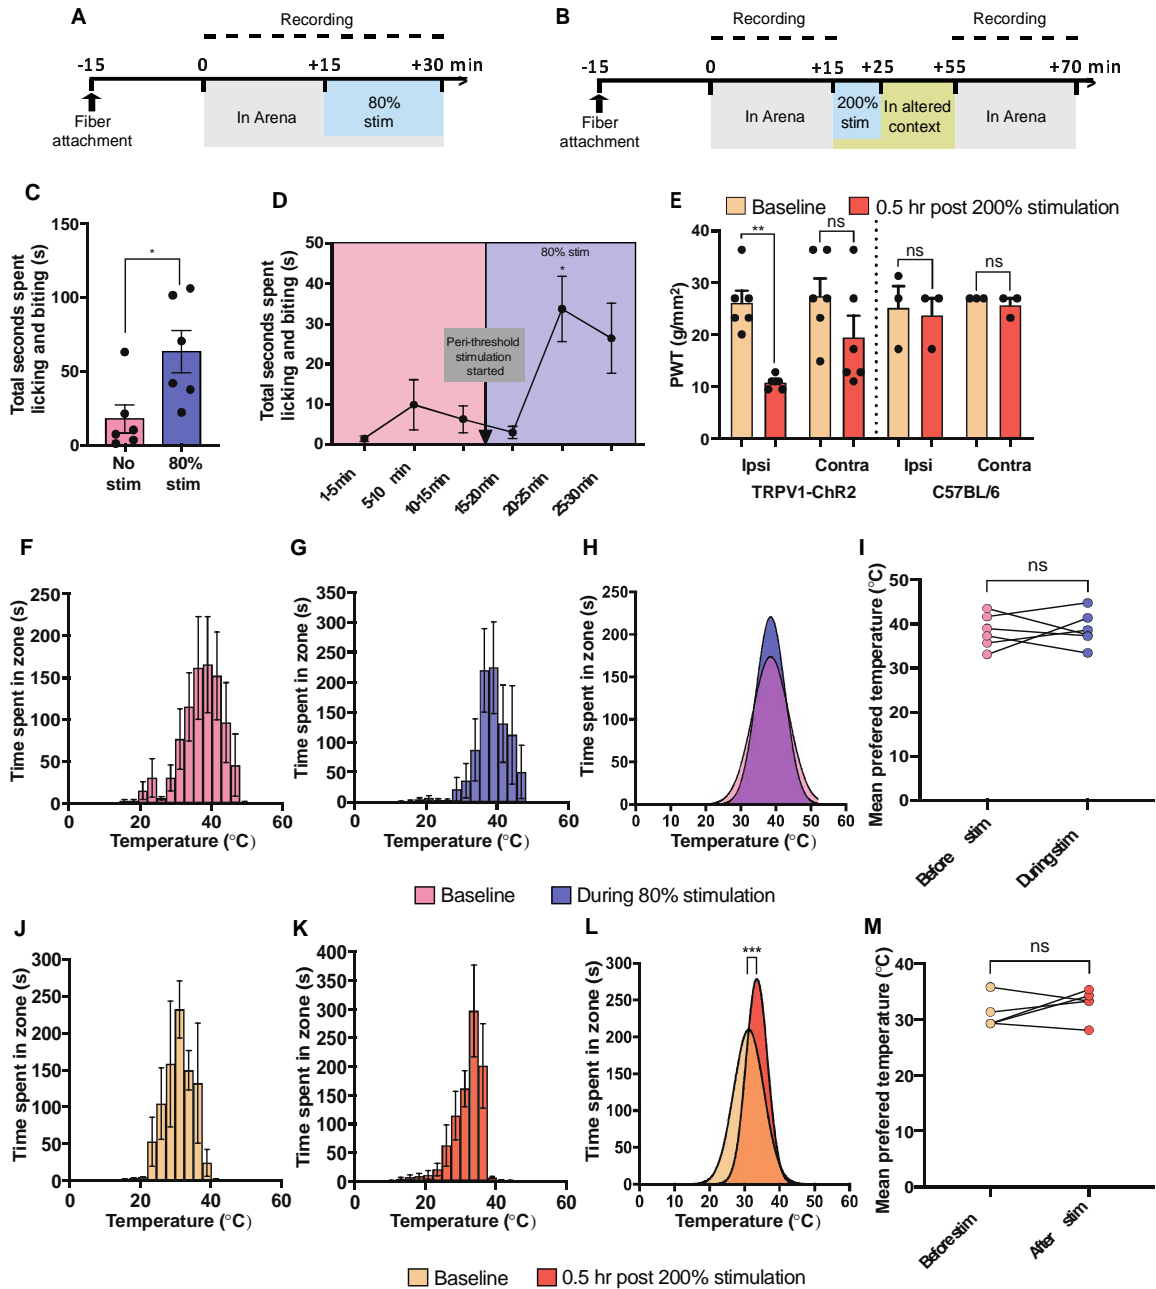 A
Recording
-15
0
+15
+30 min
Fiber
attachment
In Arena
80%
stim
B
Recording
Recording
-15
0
+15
+25
+55
+70 min
Fiber
attachment
In Arena
200%
stim
In altered
context
In Arena
C
Total seconds spent
licking and biting (s)
150
100
50
0
*
No
stim
80%
stim
D
Total seconds spent
licking and biting (s)
50
40
30
20
10
0
80% stim
*
Peri-threshold
stimulation
started
1-5 min
5-10 min
10-15 min
15-20 min
20-25 min
25-30 min
E
Baseline
0.5 hr post 200% stimulation
PWT (g/mm²)
40
30
20
10
0
**
ns
ns
ns
Ipsi
Contra
Ipsi
Contra
TRPV1-ChR2
C57BL/6
F
Time spent in zone (s)
250
200
150
100
50
0
0
20
40
60
Temperature (°C)
G
Time spent in zone (s)
350
300
250
200
150
100
50
0
0
20
40
60
Temperature (°C)
H
Time spent in zone (s)
250
200
150
100
50
0
0
10
20
30
40
50
60
Temperature (°C)
I
Mean prefered temperature (°C)
50
40
30
20
10
0
ns
Before stim
During stim
Baseline
During 80% stimulation
J
Time spent in zone (s)
300
250
200
150
100
50
0
0
20
40
60
Temperature (°C)
K
Time spent in zone (s)
400
350
300
250
200
150
100
50
0
0
20
40
60
Temperature (°C)
L
Time spent in zone (s)
300
250
200
150
100
50
0
***
0
10
20
30
40
50
60
Temperature (°C)
M
Mean prefered temperature (°C)
40
30
20
10
0
ns
Before stim
After stim
Baseline
0.5 hr post 200% stimulation